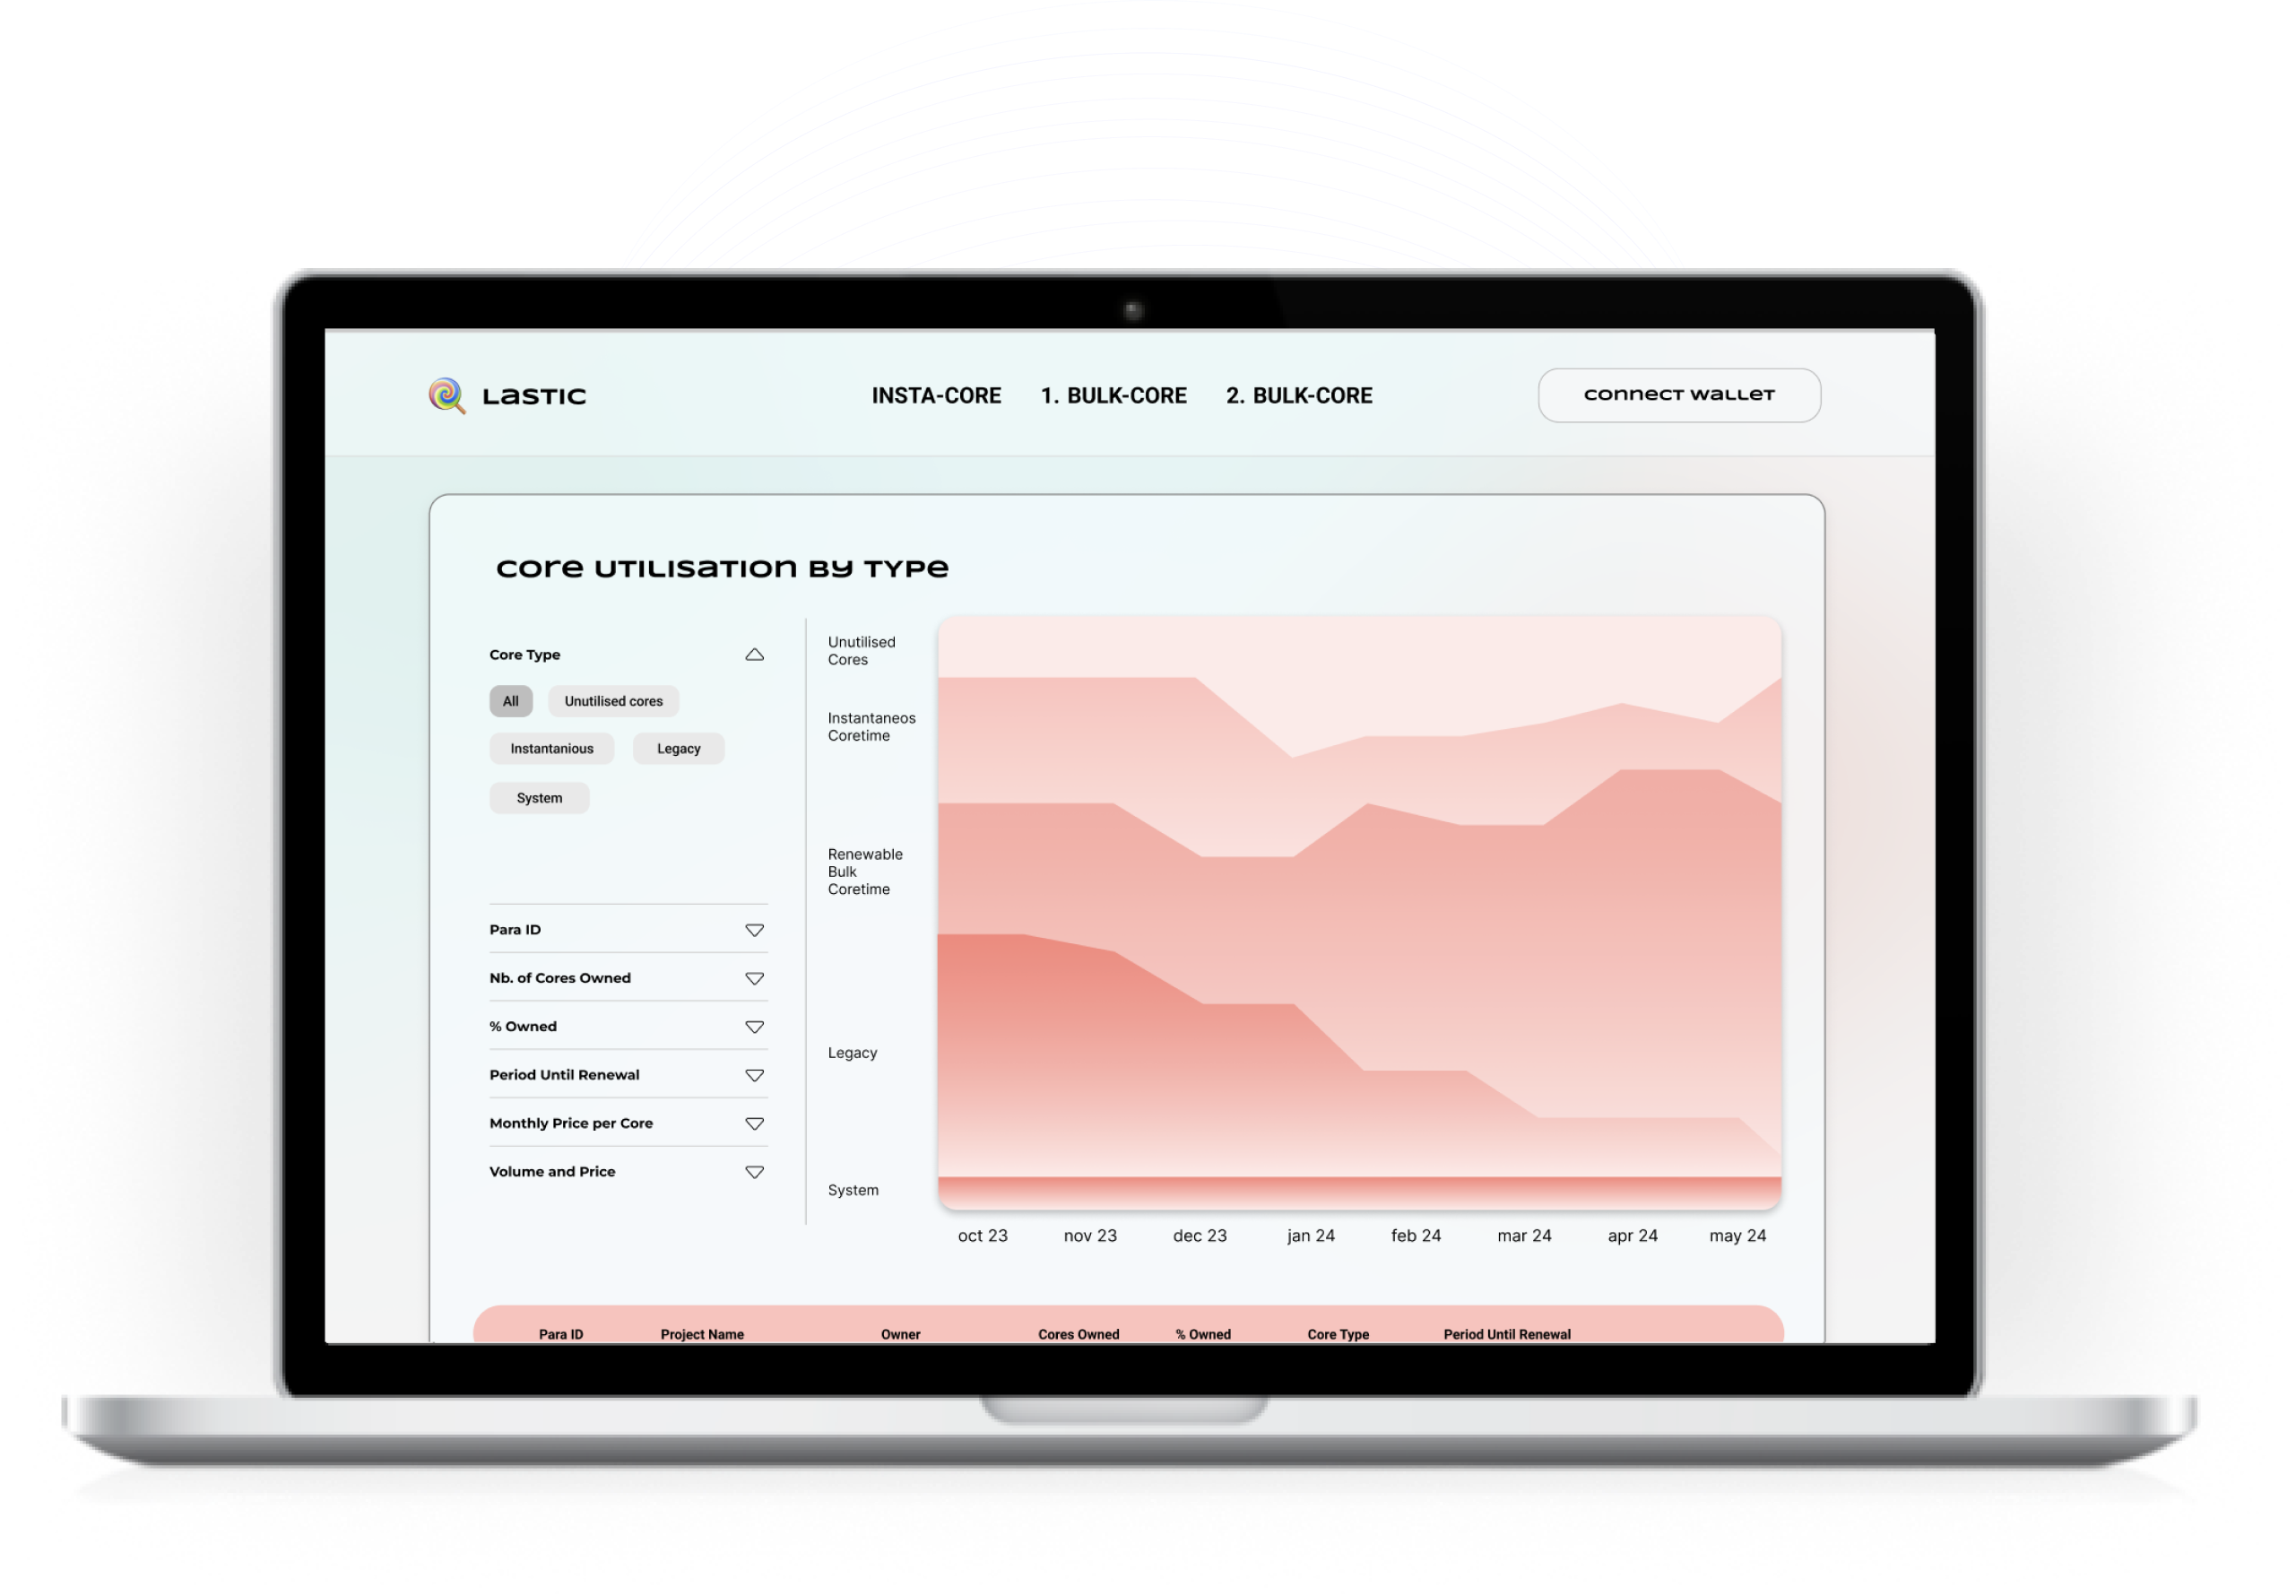 Lastic
INSTA-CORE
1. BULK-CORE
2. BULK-CORE
connect wallet
core utilisation by type
Core Type
All
Unutilised cores
Instantanious
Legacy
System
Para ID
Nb. of Cores Owned
% Owned
Period Until Renewal
Monthly Price per Core
Volume and Price
Unutilised
Cores
Instantaneos
Coretime
Renewable
Bulk
Coretime
Legacy
System
oct 23 nov 23 dec 23 jan 24 feb 24 mar 24 apr 24 may 24
Para ID Project Name Owner Cores Owned % Owned Core Type Period Until Renewal